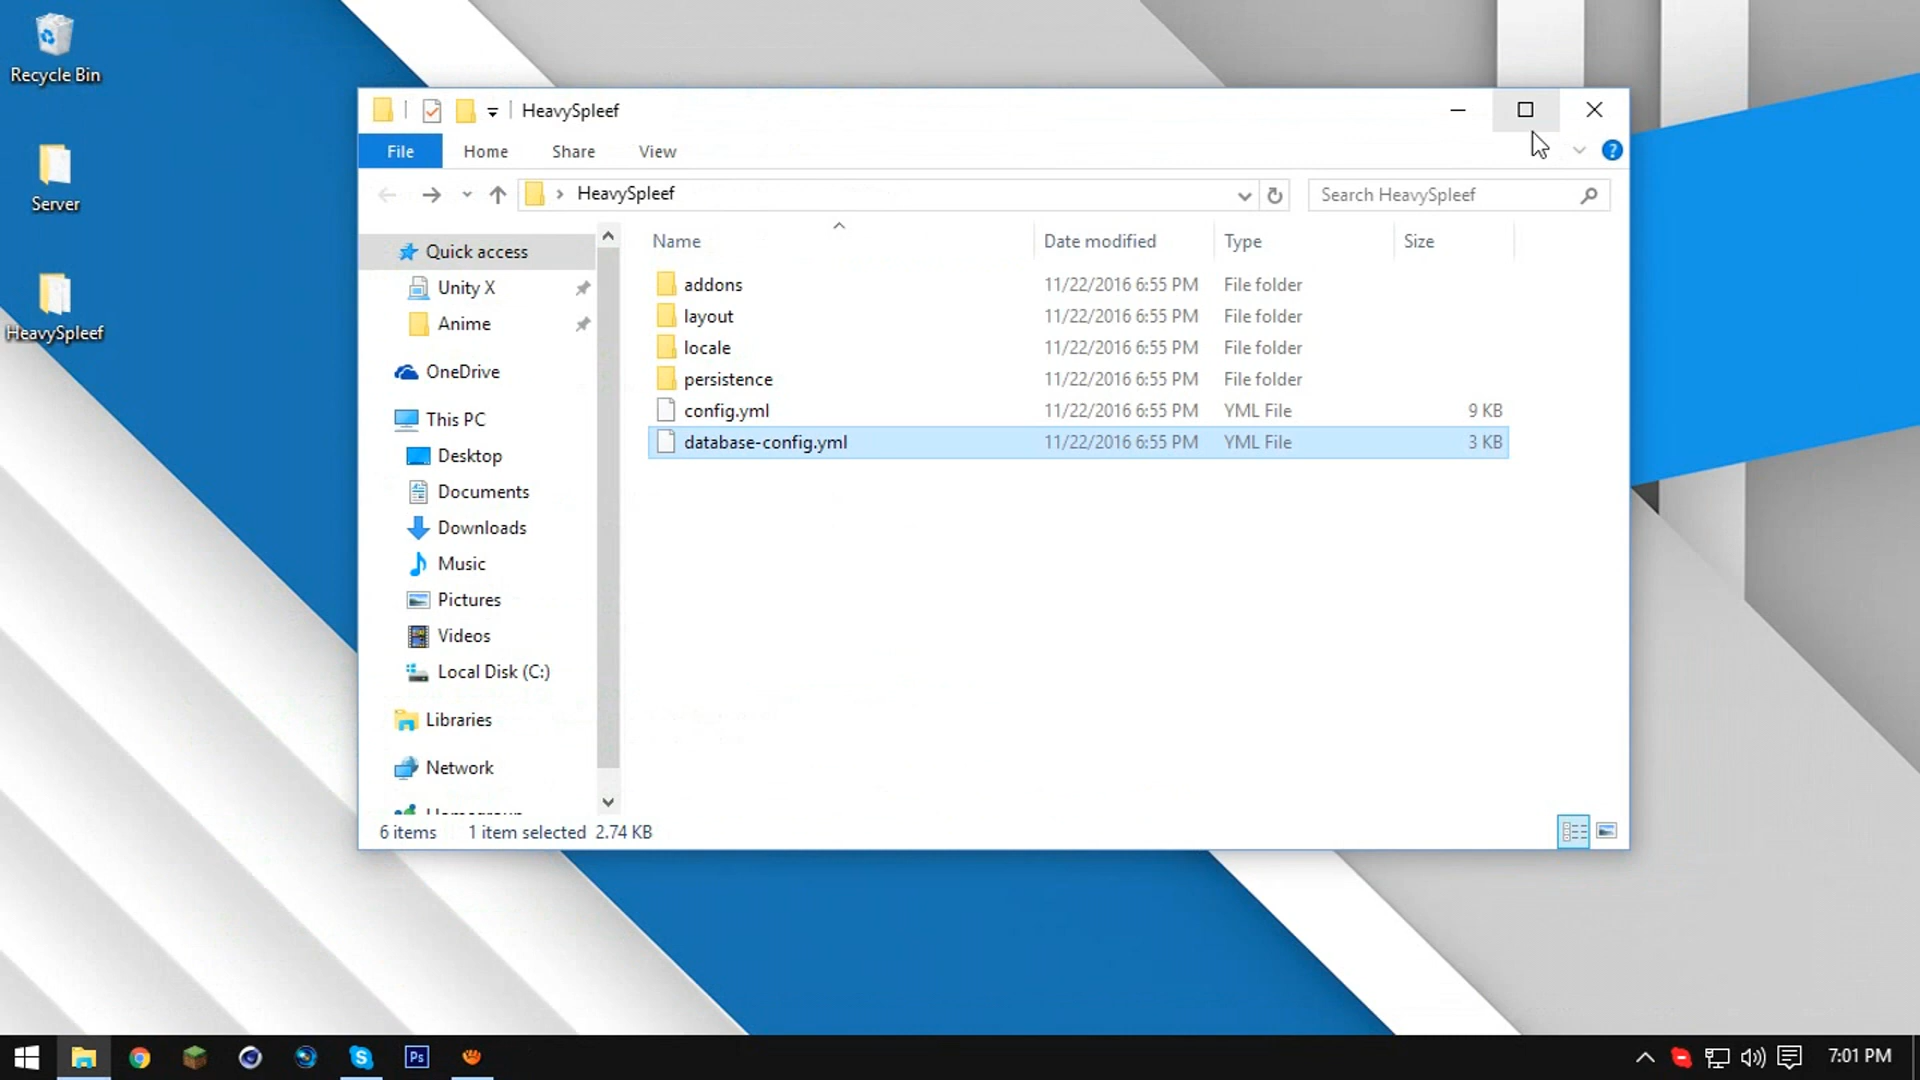 Recycle Bin
Server
HeavySpleef
HeavySpleef
File Home Share View
HeavySpleef
Search HeavySpleef
Name Date modified Type Size
addons 11/22/2016 6:55 PM File folder
layout 11/22/2016 6:55 PM File folder
locale 11/22/2016 6:55 PM File folder
persistence 11/22/2016 6:55 PM File folder
config.yml 11/22/2016 6:55 PM YML File 9 KB
database-config.yml 11/22/2016 6:55 PM YML File 3 KB
Quick access
Unity X
Anime
OneDrive
This PC
Desktop
Documents
Downloads
Music
Pictures
Videos
Local Disk (C:)
Libraries
Network
6 items 1 item selected 2.74 KB
Ps
7:01 PM